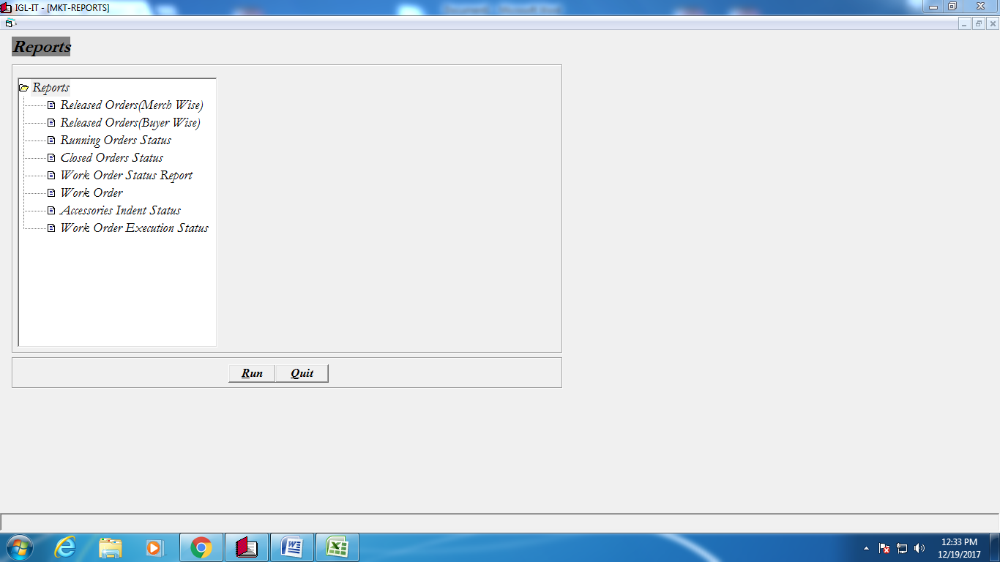 IGL-IT - [MKT-REPORTS]
Reports
Reports
Released Orders(Merch Wise)
Released Orders(Buyer Wise)
Running Orders Status
Closed Orders Status
Work Order Status Report
Work Order
Accessories Indent Status
Work Order Execution Status
Run Quit
12:33 PM
12/19/2017